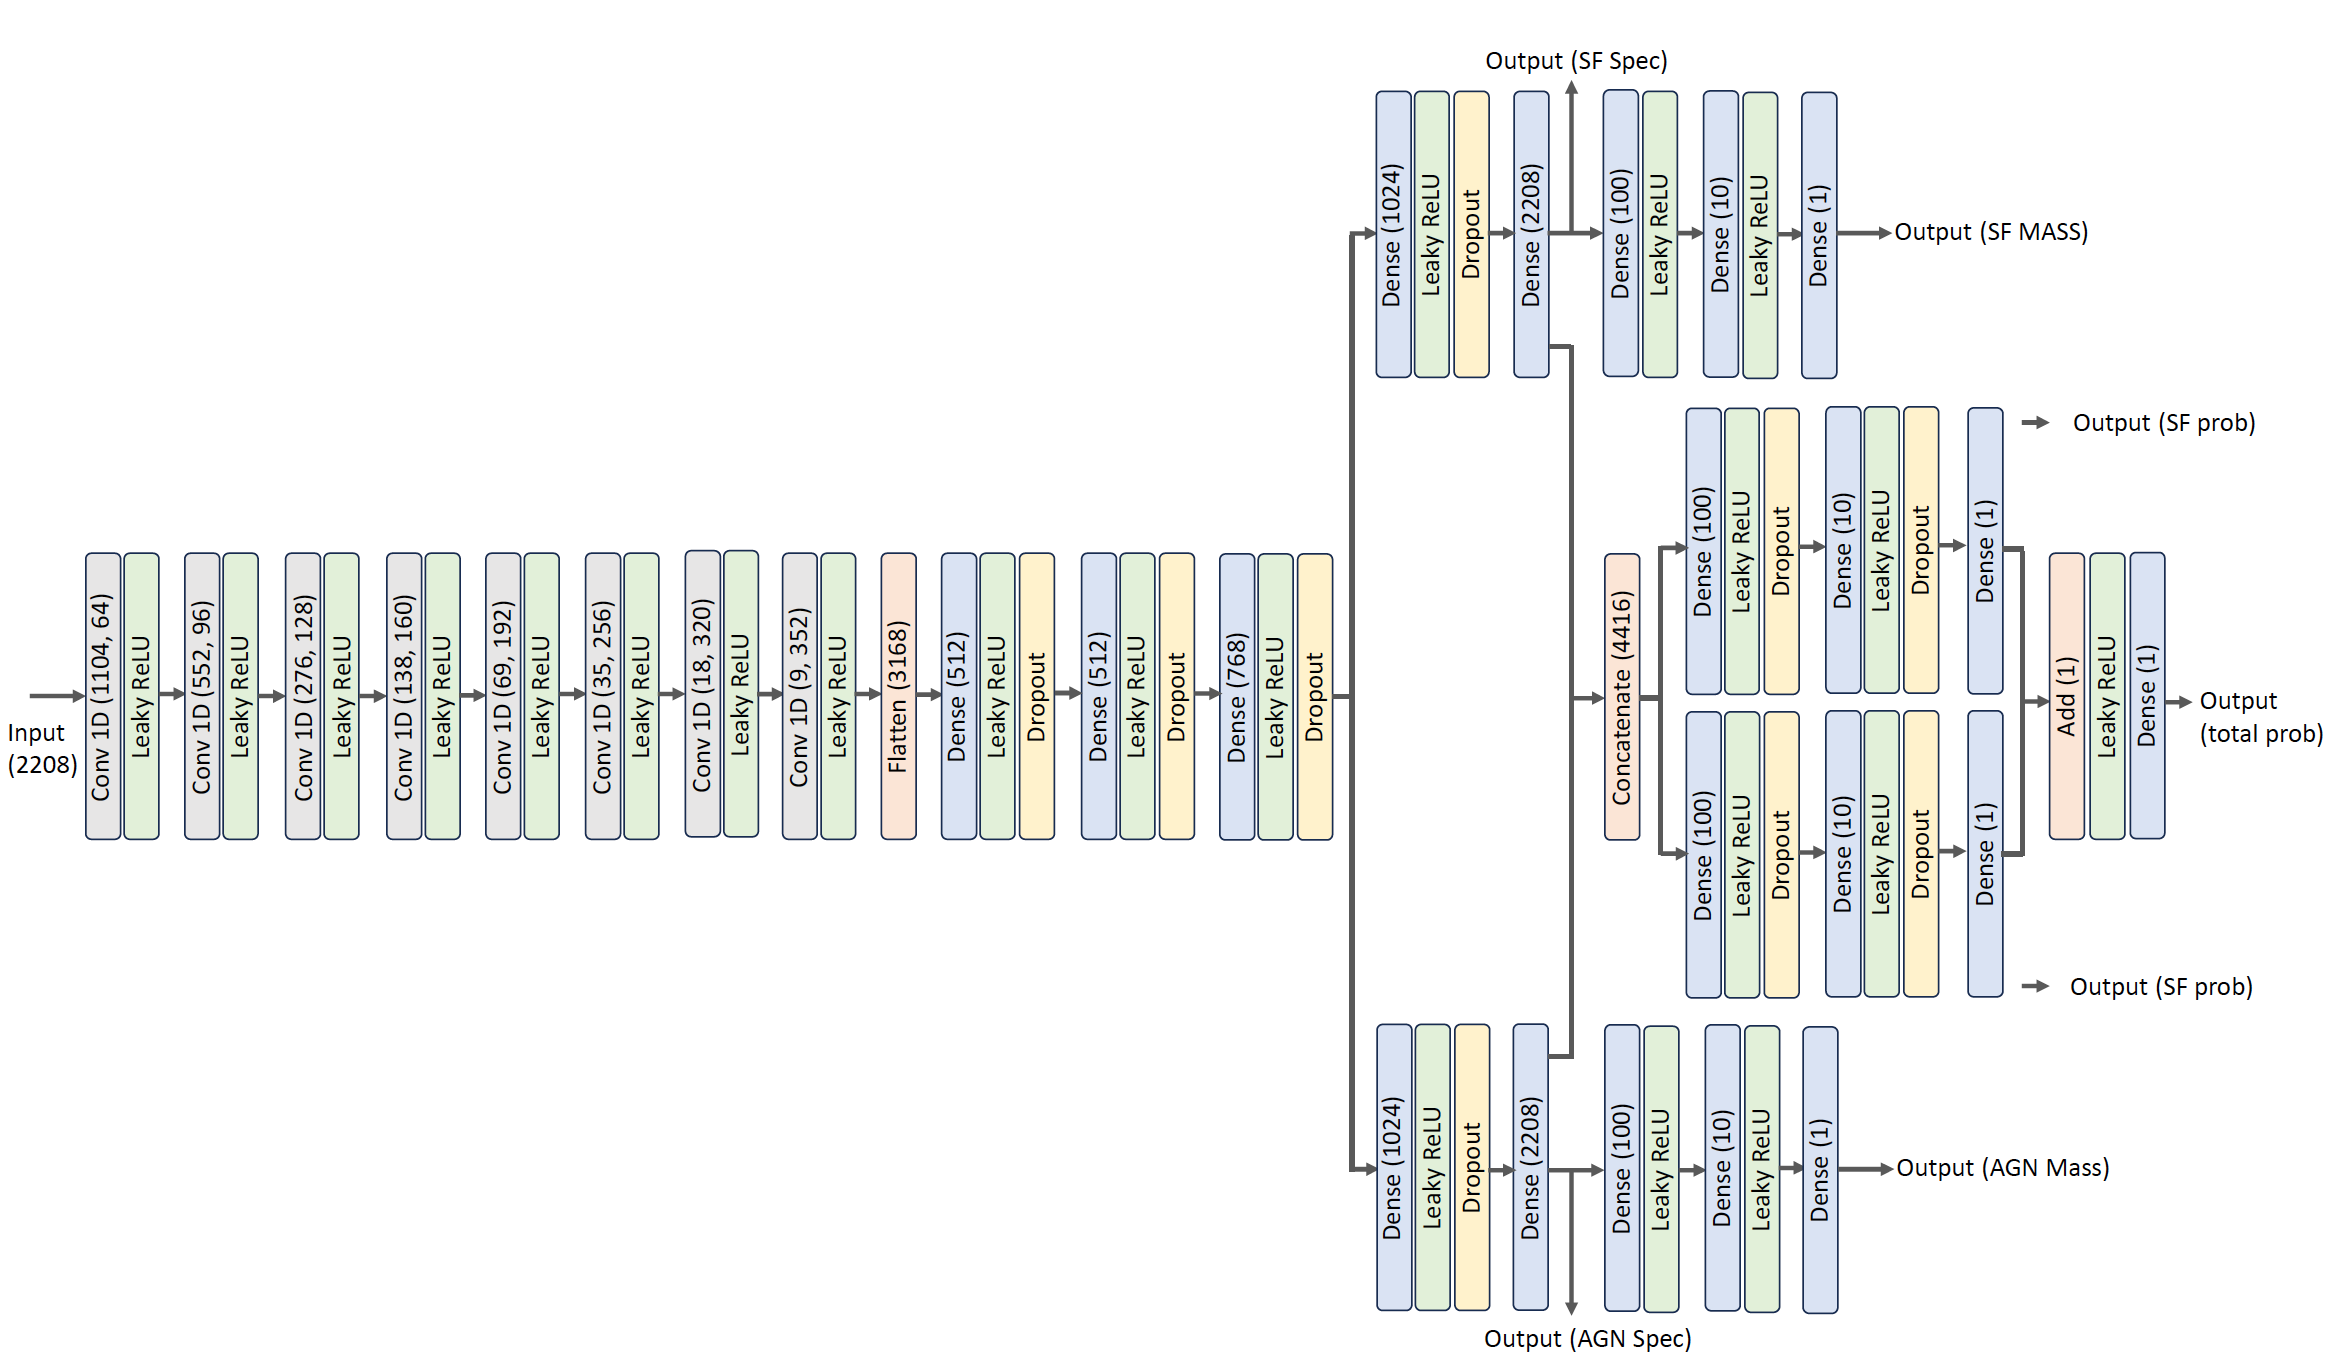 Input
(2208)
Conv 1D (1104, 64)
Leaky ReLU
Conv 1D (552, 96)
Leaky ReLU
Conv 1D (276, 128)
Leaky ReLU
Conv 1D (138, 160)
Leaky ReLU
Conv 1D (69, 192)
Leaky ReLU
Conv 1D (35, 256)
Leaky ReLU
Conv 1D (18, 320)
Leaky ReLU
Conv 1D (9, 352)
Leaky ReLU
Flatten (3168)
Dense (512)
Leaky ReLU
Dropout
Dense (512)
Leaky ReLU
Dropout
Dense (768)
Leaky ReLU
Dropout
Output (SF Spec)
Dense (1024)
Leaky ReLU
Dropout
Dense (2208)
Dense (100)
Leaky ReLU
Dense (10)
Leaky ReLU
Dense (1)
Output (SF MASS)
Concatenate (4416)
Dense (100)
Leaky ReLU
Dropout
Dense (10)
Leaky ReLU
Dropout
Dense (1)
Output (SF prob)
Dense (100)
Leaky ReLU
Dropout
Dense (10)
Leaky ReLU
Dropout
Dense (1)
Output (SF prob)
Add (1)
Leaky ReLU
Dense (1)
Output
(total prob)
Dense (1024)
Leaky ReLU
Dropout
Dense (2208)
Dense (100)
Leaky ReLU
Dense (10)
Leaky ReLU
Dense (1)
Output (AGN Mass)
Output (AGN Spec)